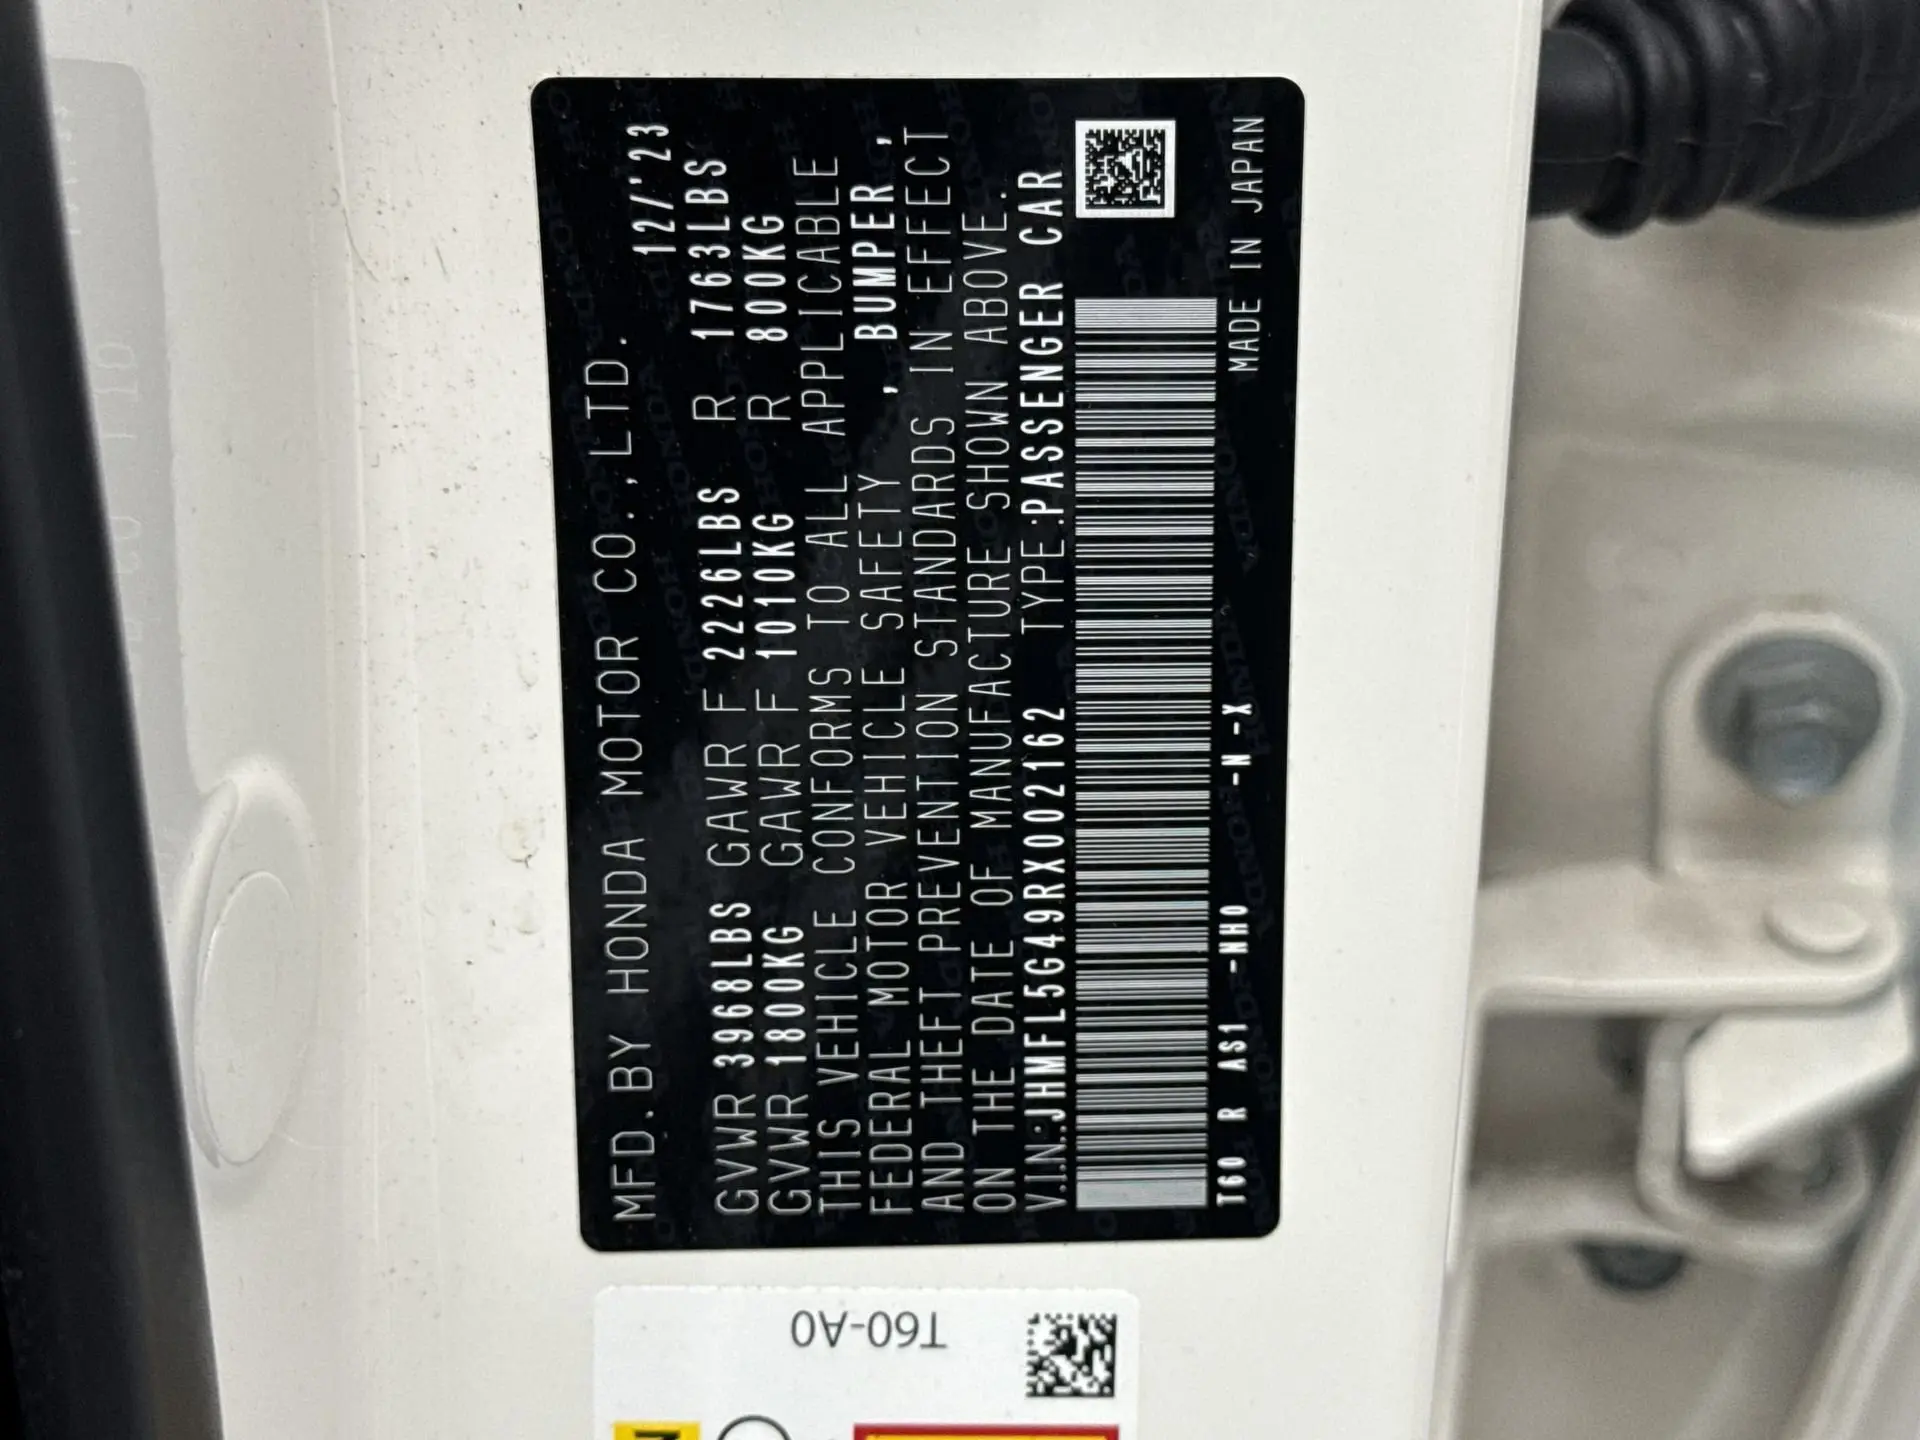 MFD.BY HONDA MOTOR CO.,LTD. 12/'23
GVWR 3968LBS GAWR F 2226LBS R 1763LBS
GVWR 1800KG GAWR F 1010KG R 800KG
THIS VEHICLE CONFORMS TO ALL APPLICABLE
FEDERAL MOTOR VEHICLE SAFETY , BUMPER ,
AND THEFT PREVENTION STANDARDS IN EFFECT
ON THE DATE OF MANUFACTURE SHOWN ABOVE.
V.I.N.:JHMFL5G49RX002162 TYPE:PASSENGER CAR
T60 R AS1 -NH0 -N -X MADE IN JAPAN
T60-A0